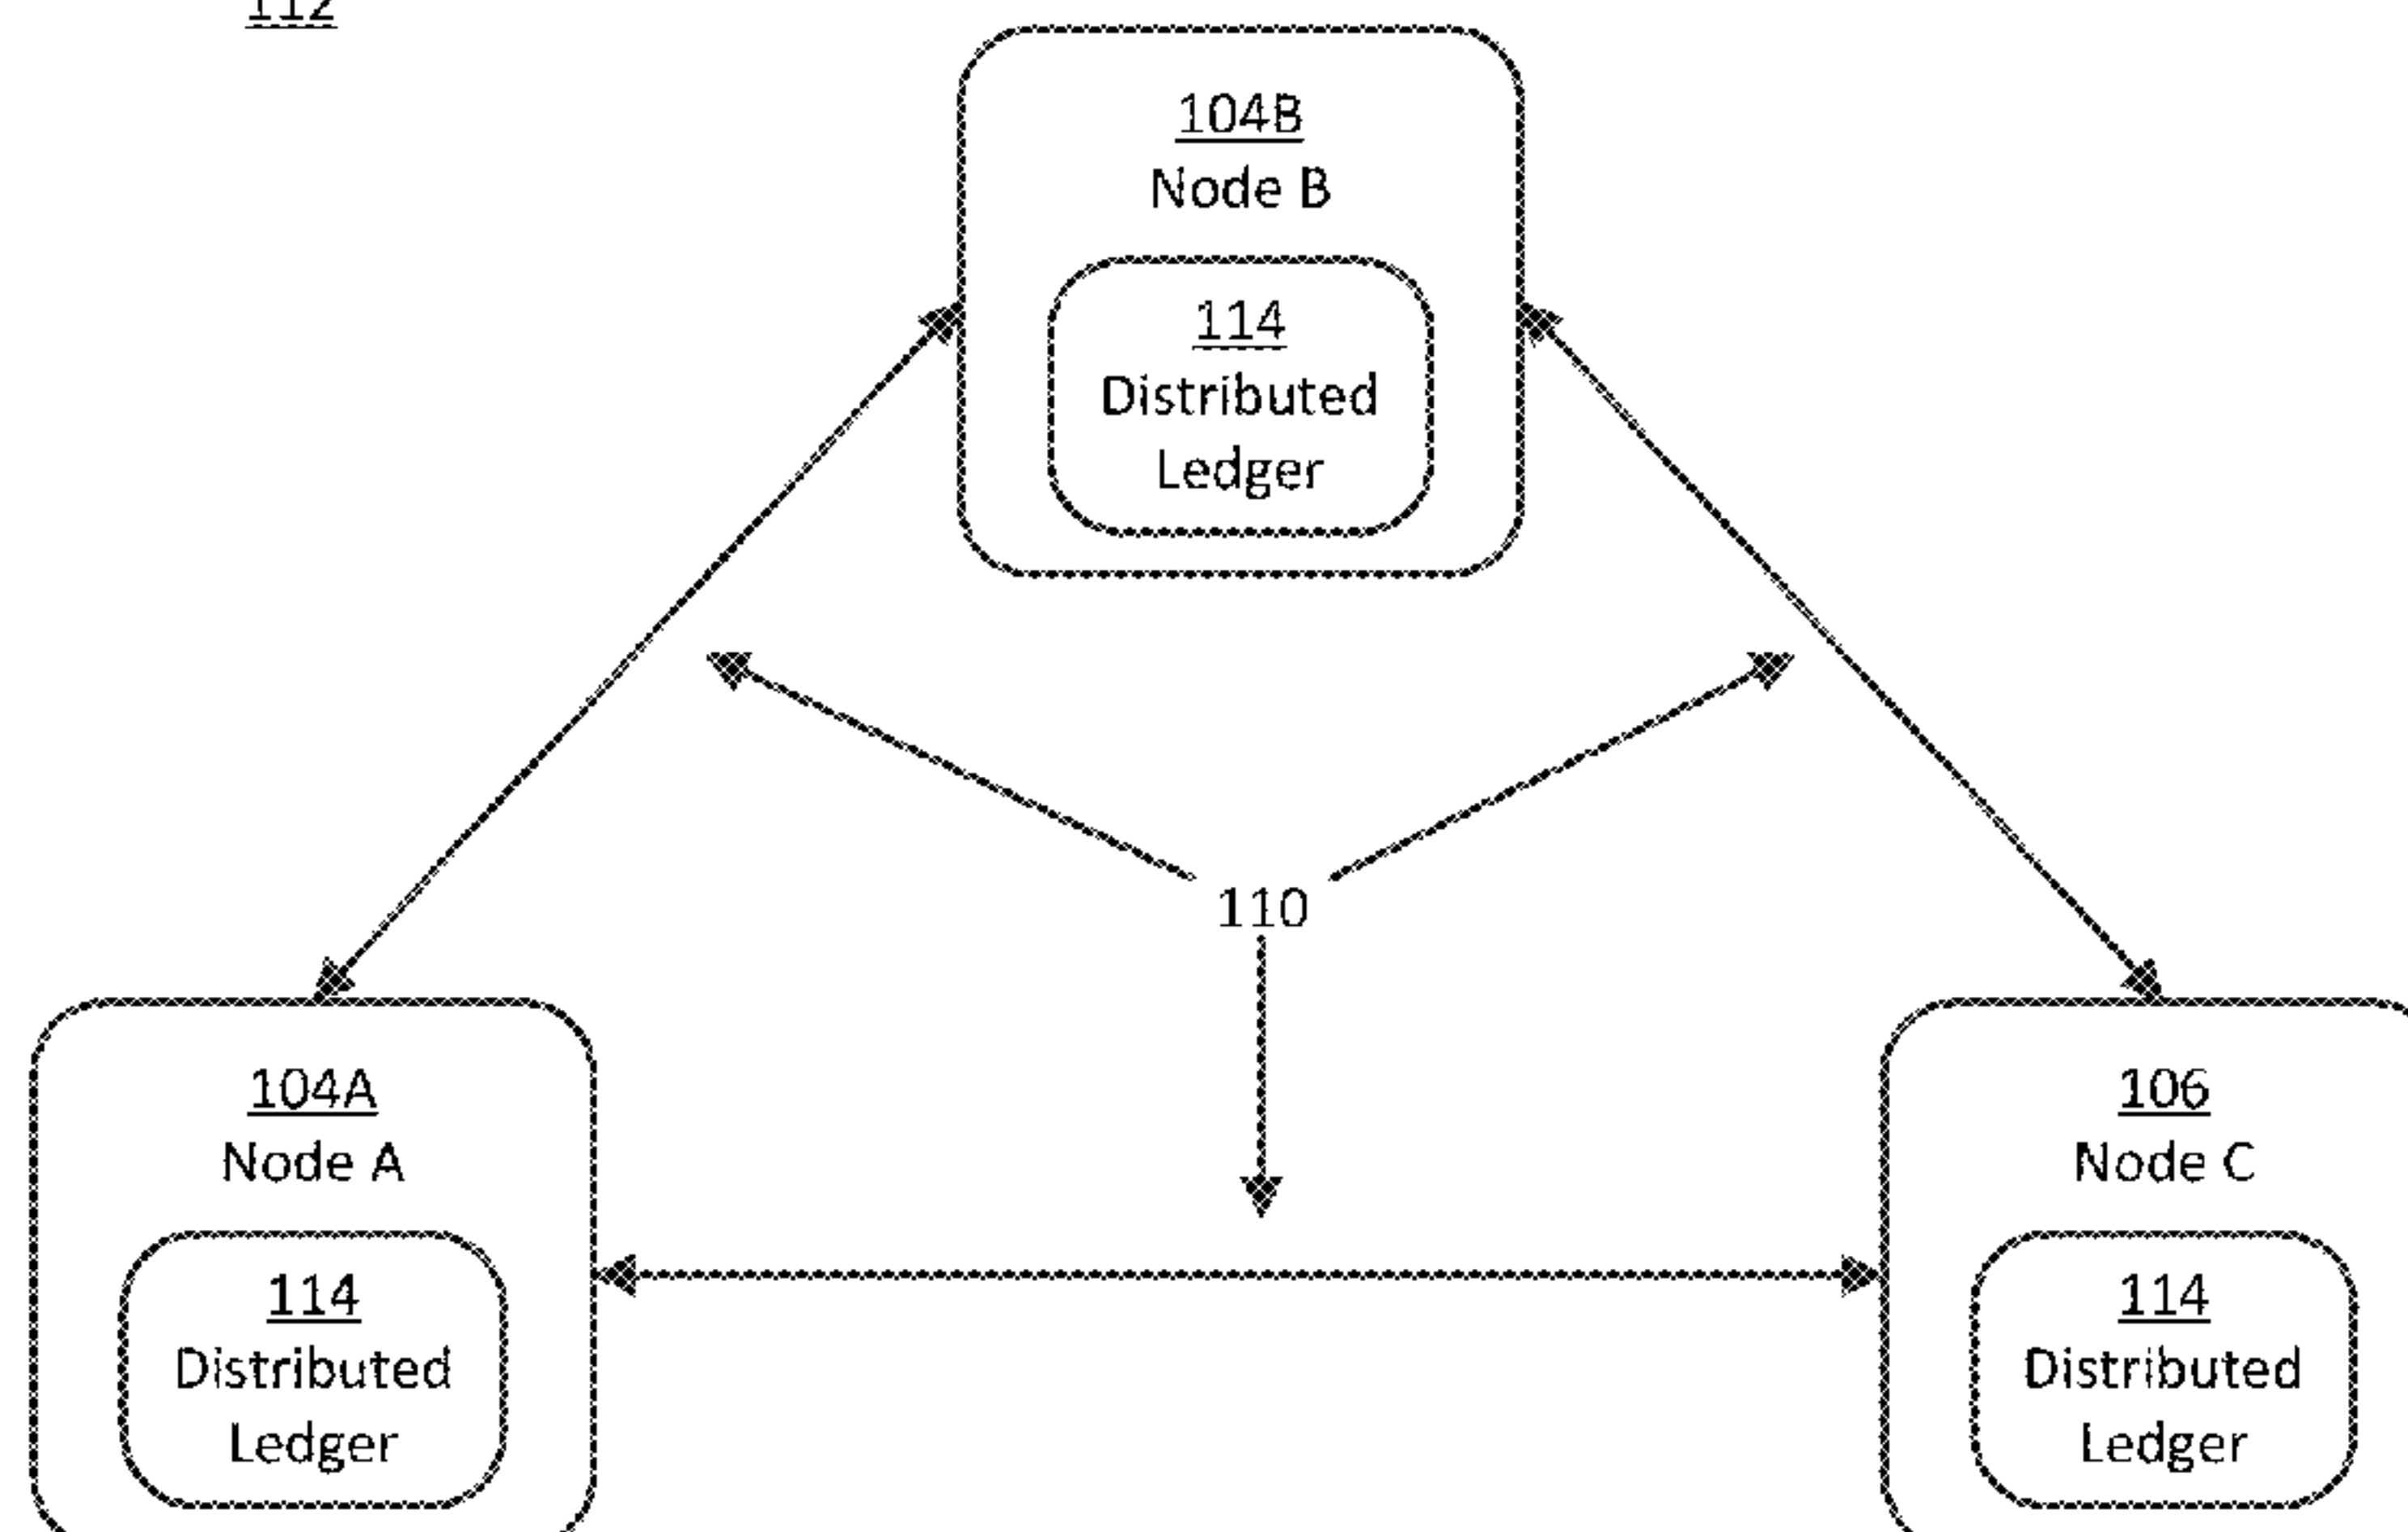 112
104B
Node B
114
Distributed
Ledger
110
104A
Node A
114
Distributed
Ledger
106
Node C
114
Distributed
Ledger